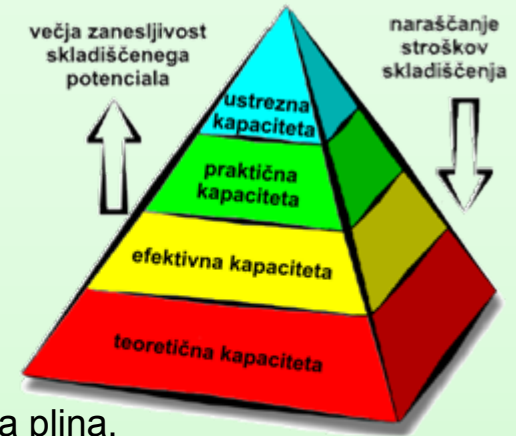 večja zanesljivost
skladiščenega
potenciala
naraščanje
stroškov
skladiščenja
ustrezna
kapaciteta
praktična
kapaciteta
efektivna kapaciteta
teoretična kapaciteta
a plina.